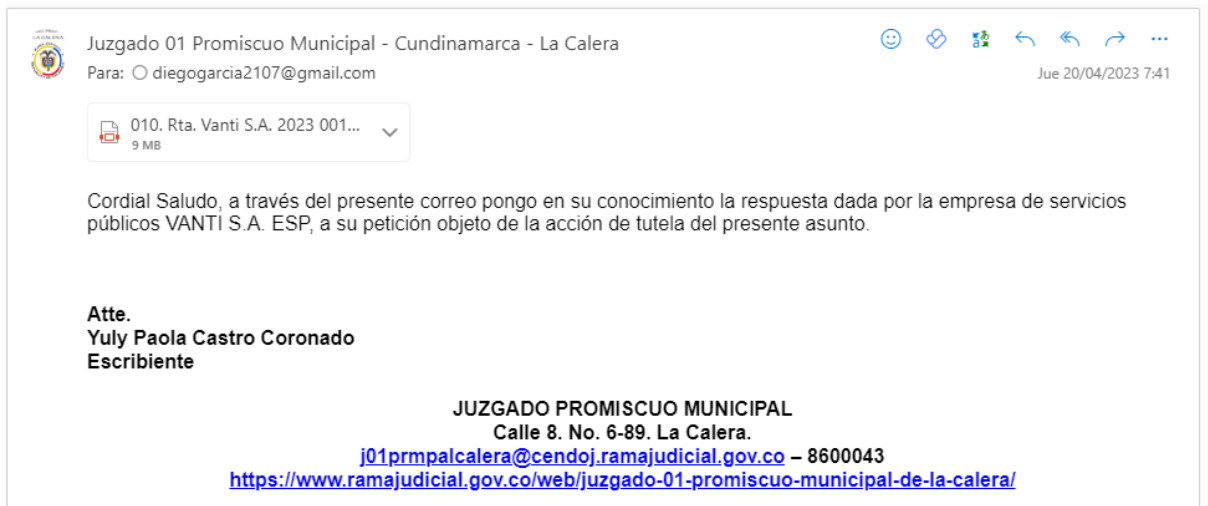 Juzgado 01 Promiscuo Municipal - Cundinamarca - La Calera
Para: diegogarcia2107@gmail.com
Jue 20/04/2023 7:41
010. Rta. Vanti S.A. 2023 001...
9 MB
Cordial Saludo, a través del presente correo pongo en su conocimiento la respuesta dada por la empresa de servicios
públicos VANTI S.A. ESP, a su petición objeto de la acción de tutela del presente asunto.
Atte.
Yuly Paola Castro Coronado
Escribiente
JUZGADO PROMISCUO MUNICIPAL
Calle 8. No. 6-89. La Calera.
j01prmpalcalera@cendoj.ramajudicial.gov.co – 8600043
https://www.ramajudicial.gov.co/web/juzgado-01-promiscuo-municipal-de-la-calera/